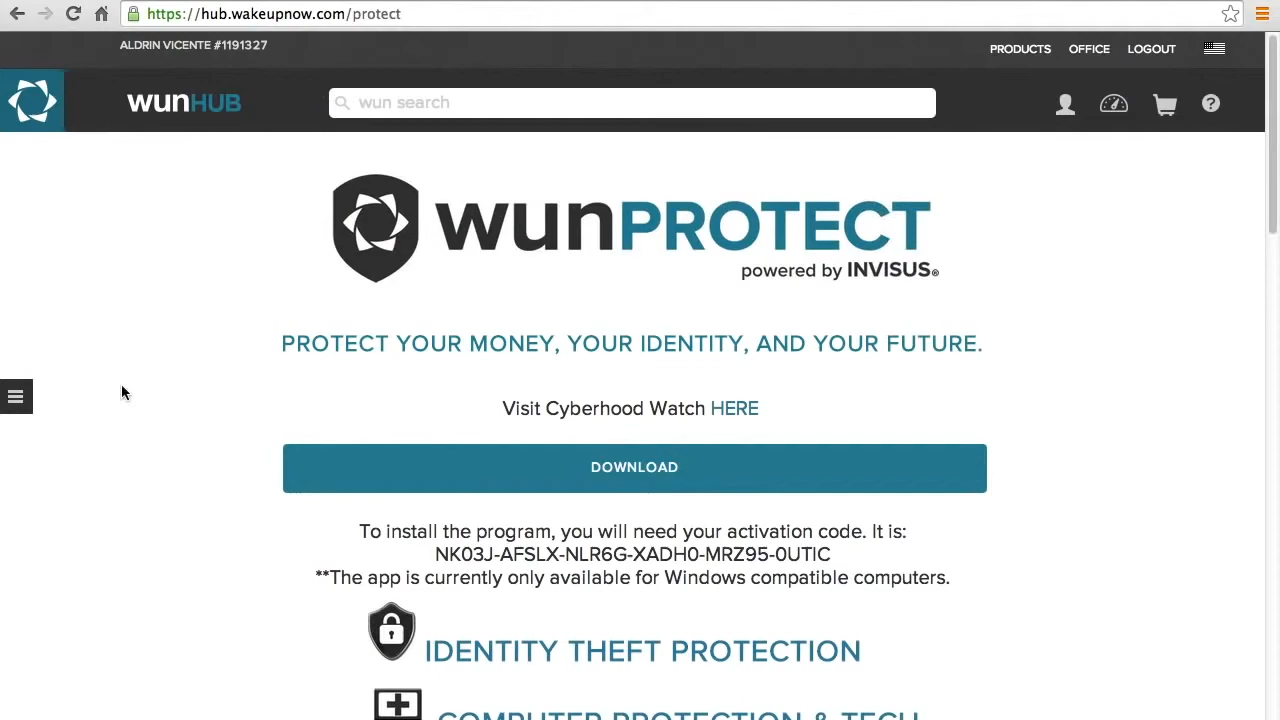 https://hub.wakeupnow.com/protect
ALDRIN VICENTE #1191327
PRODUCTS OFFICE LOGOUT
wunHUB
wun search
wunPROTECT
powered by INVISUS®
PROTECT YOUR MONEY, YOUR IDENTITY, AND YOUR FUTURE.
Visit Cyberhood Watch HERE
DOWNLOAD
To install the program, you will need your activation code. It is:
NK03J-AFSLX-NLR6G-XADH0-MRZ95-0UTIC
**The app is currently only available for Windows compatible computers.
IDENTITY THEFT PROTECTION
COMPUTER PROTECTION & TECH